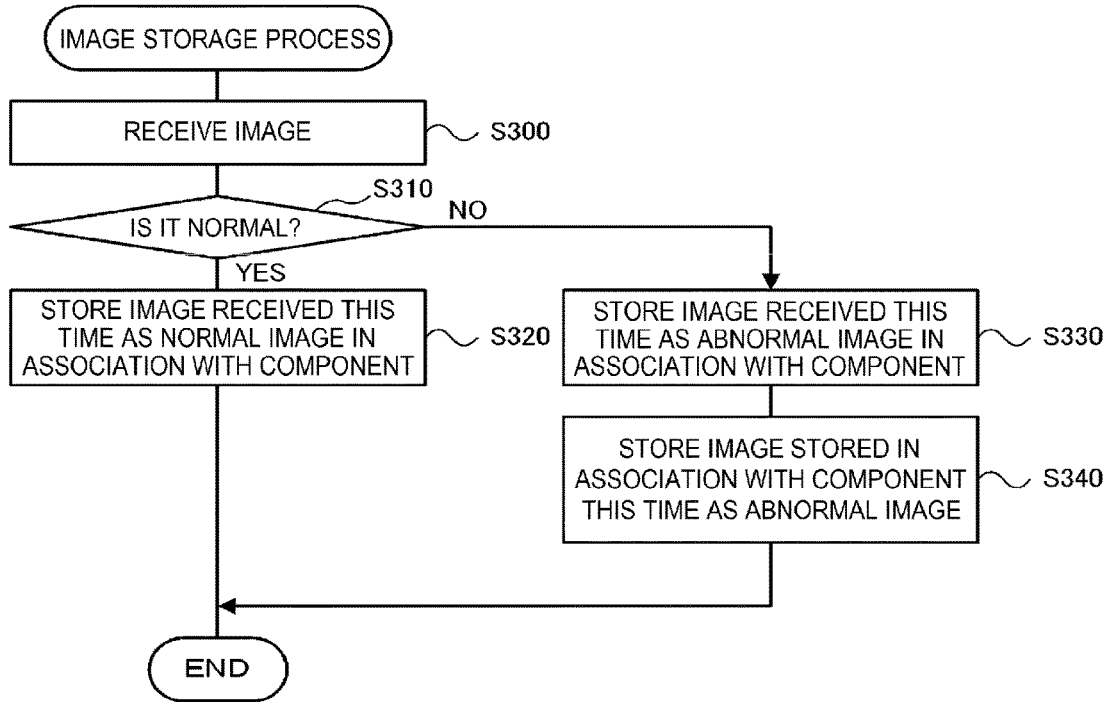 IMAGE STORAGE PROCESS
RECEIVE IMAGE
S300
S310
IS IT NORMAL?
NO
YES
STORE IMAGE RECEIVED THIS
TIME AS NORMAL IMAGE IN
ASSOCIATION WITH COMPONENT
S320
STORE IMAGE RECEIVED THIS
TIME AS ABNORMAL IMAGE IN
ASSOCIATION WITH COMPONENT
S330
STORE IMAGE STORED IN
ASSOCIATION WITH COMPONENT
THIS TIME AS ABNORMAL IMAGE
S340
END